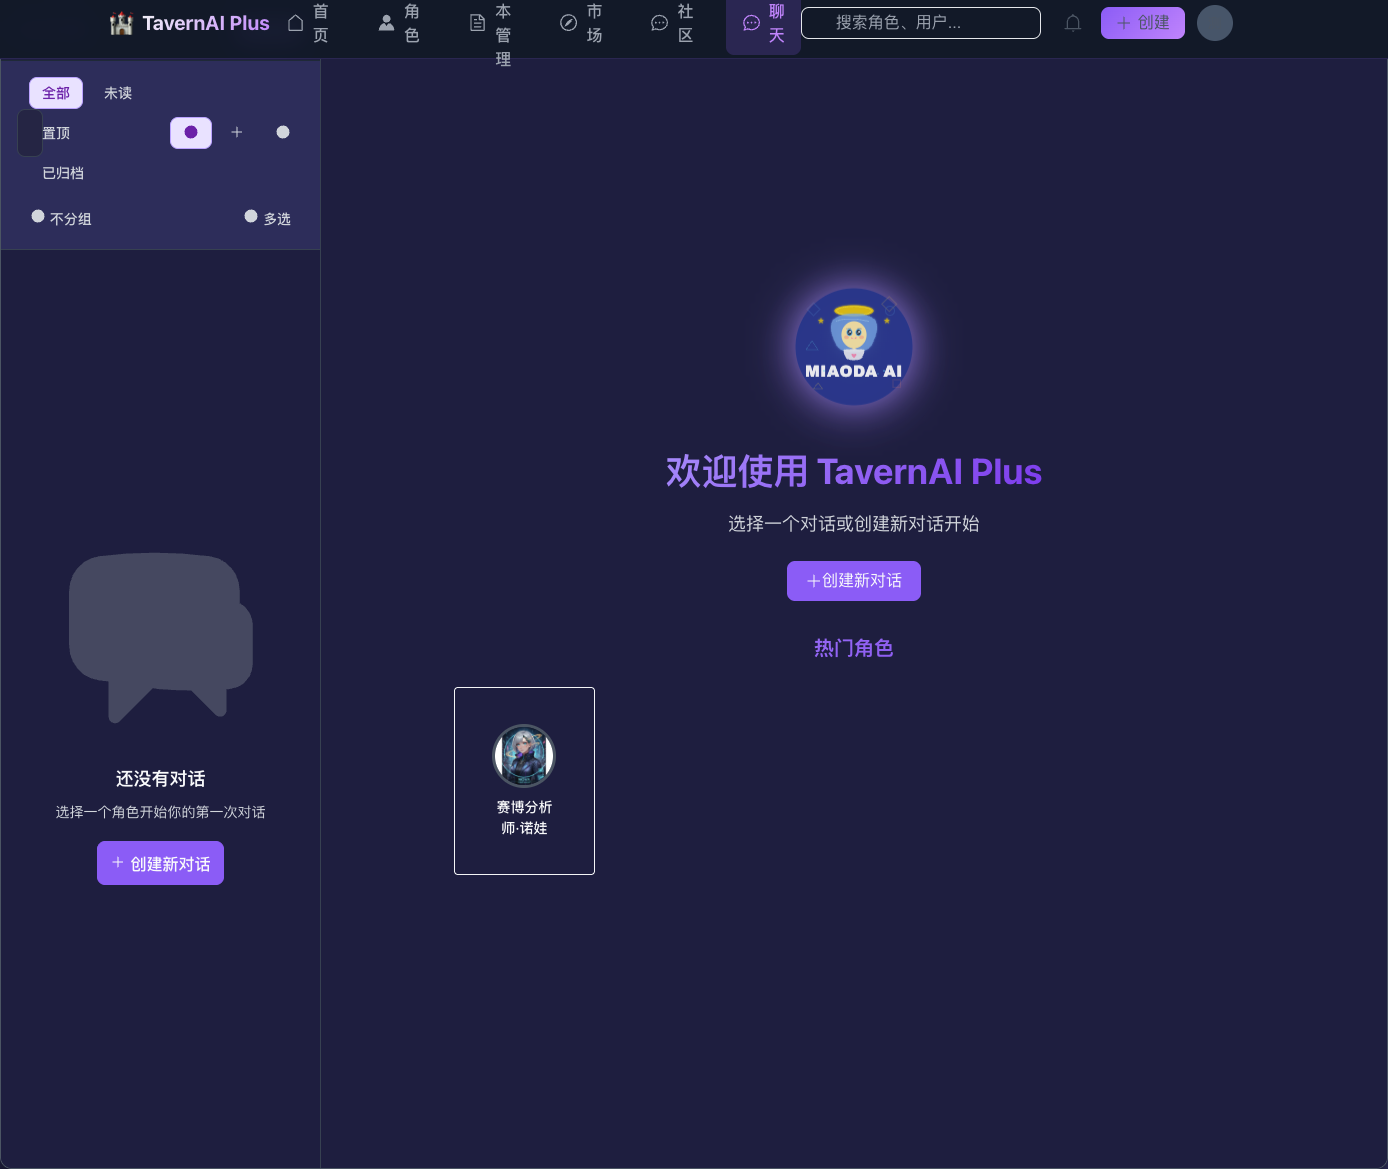 TavernAI Plus
首页
角色
本管理
市场
社区
聊天
搜索角色、用户...
创建
全部
未读
置顶
已归档
不分组
多选
MIAODA AI
欢迎使用 TavernAI Plus
选择一个对话或创建新对话开始
创建新对话
热门角色
赛博分析
师·诺娃
还没有对话
选择一个角色开始你的第一次对话
创建新对话